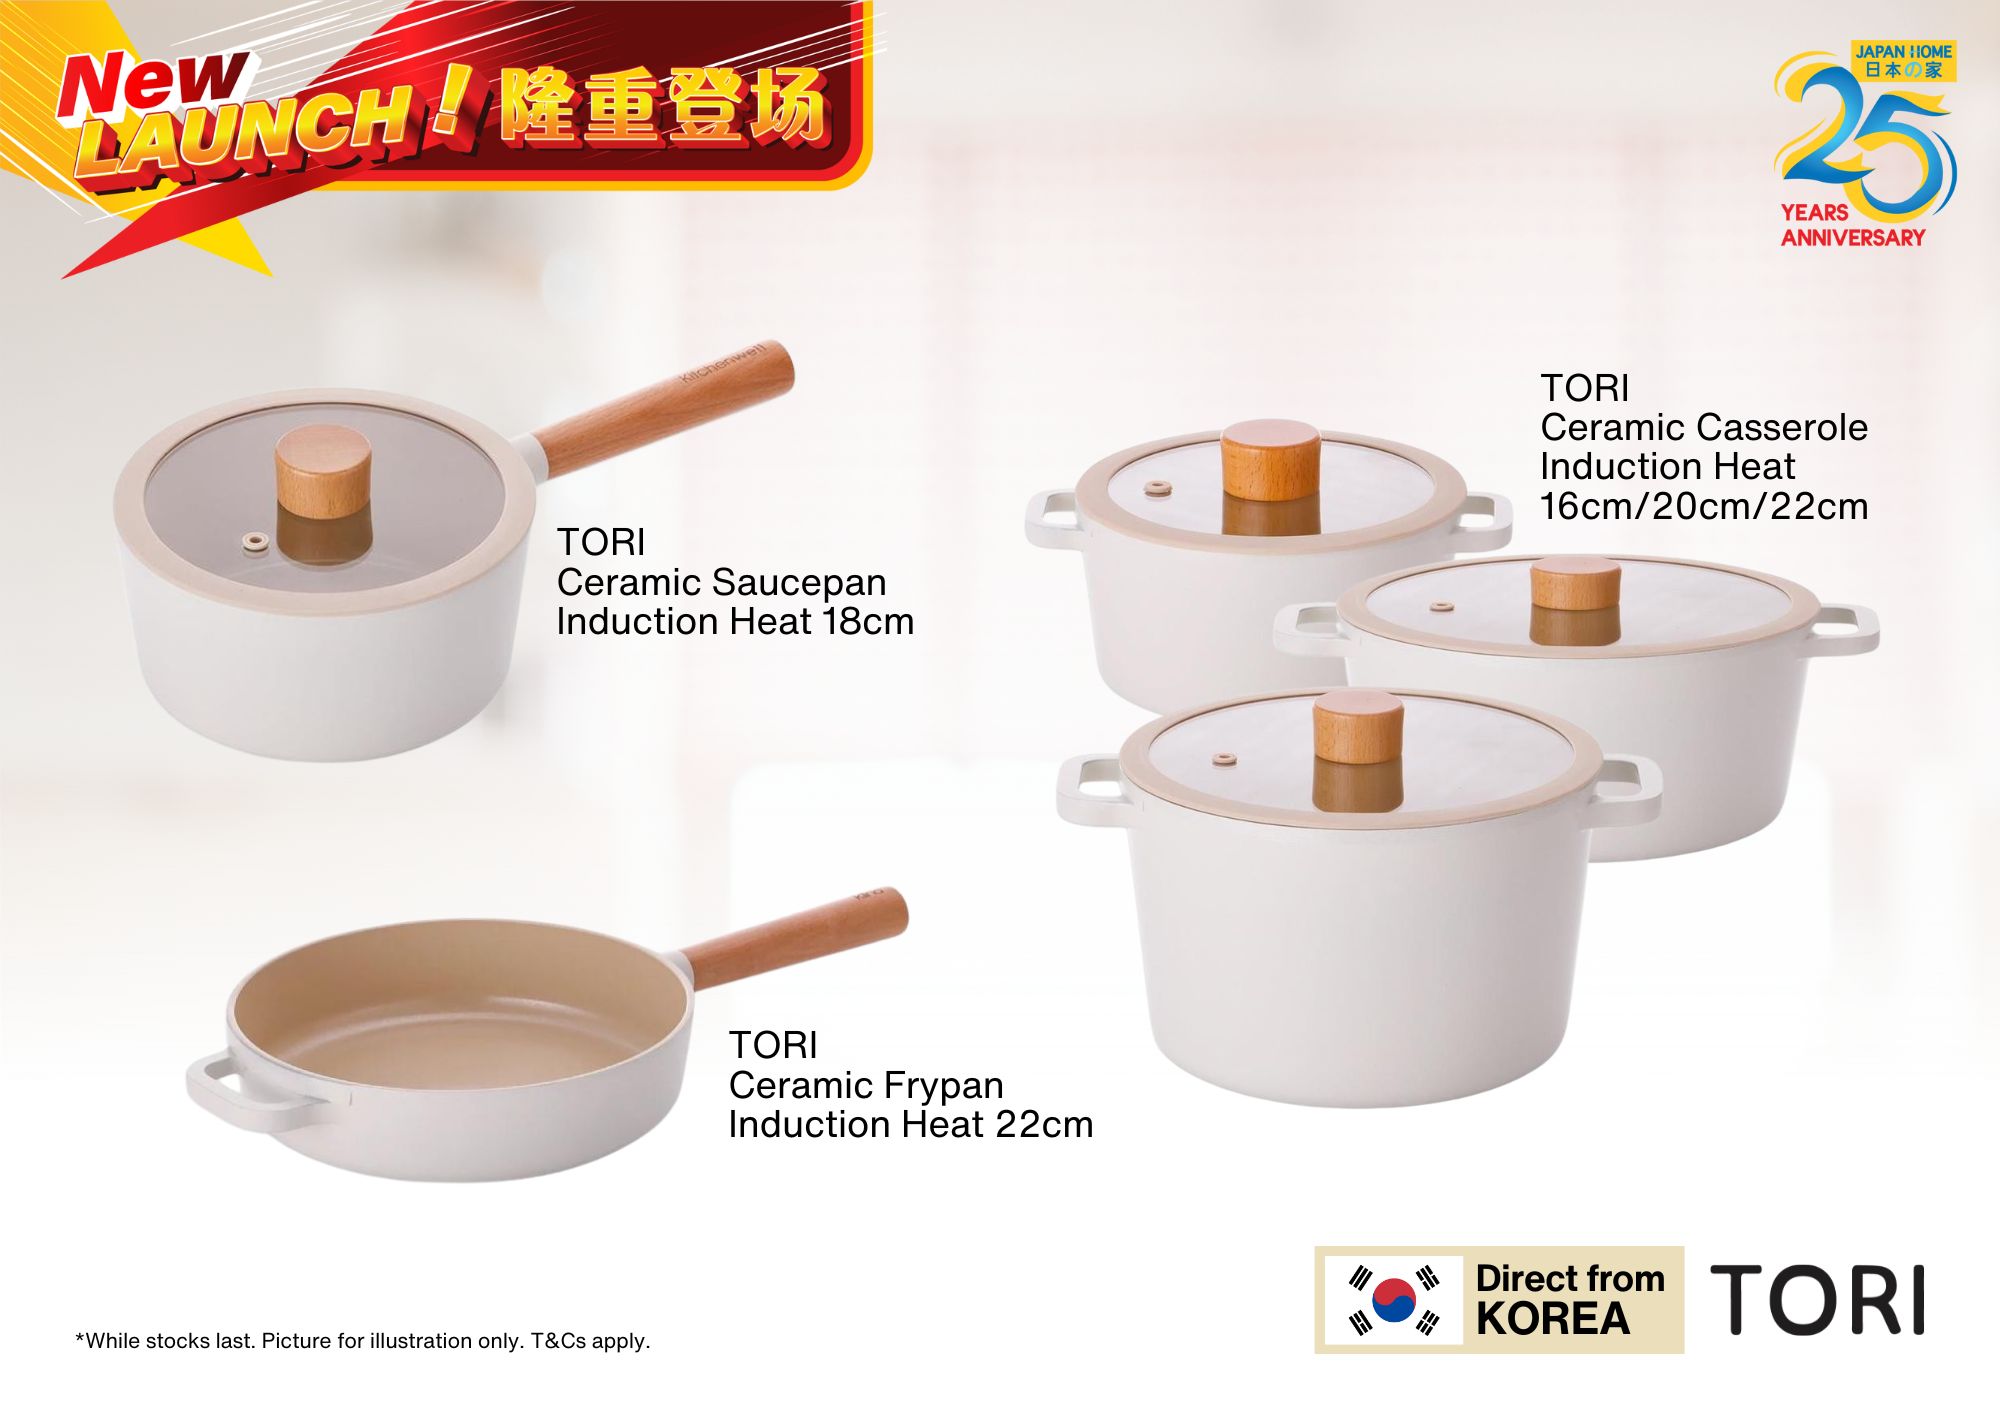 New
LAUNCH! 隆重登场
JAPAN HOME
日本の家
25
YEARS
ANNIVERSARY
Kitchenwell
TORI
Ceramic Saucepan
Induction Heat 18cm
TORI
Ceramic Casserole
Induction Heat
16cm/20cm/22cm
TORI
Ceramic Frypan
Induction Heat 22cm
Direct from
KOREA
TORI
*While stocks last. Picture for illustration only. T&Cs apply.